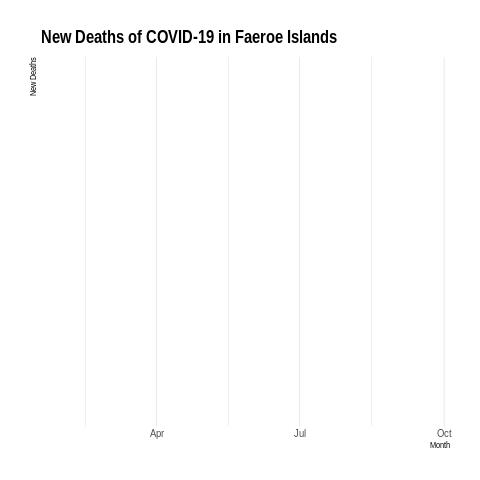 New Deaths of COVID-19 in Faeroe Islands
New Deaths
Apr Jul Oct
Month